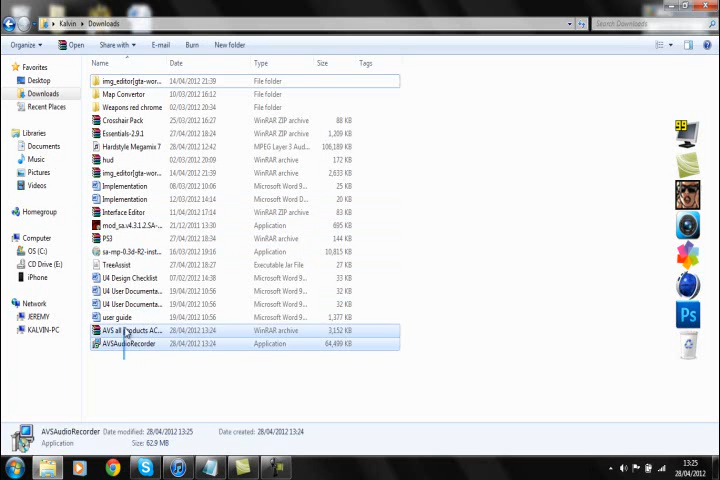 Kalvin ▸ Downloads
Search Downloads
Organize Open Share with E-mail Burn New folder
Name Date Type Size Tags
Favorites
Desktop
Downloads
Recent Places
Libraries
Documents
Music
Pictures
Videos
Homegroup
Computer
OS (C:)
CD Drive (E:)
iPhone
Network
JEREMY
KALVIN-PC
img_editor[gta-wor... 14/04/2012 21:39 File folder
Map Convertor 10/03/2012 16:12 File folder
Weapons red chrome 02/03/2012 20:34 File folder
Crosshair Pack 25/03/2012 16:27 WinRAR ZIP archive 88 KB
Essentials-2.9.1 27/04/2012 18:24 WinRAR ZIP archive 1,209 KB
Hardstyle Megamix 7 28/04/2012 12:42 MPEG Layer 3 Aud... 106,189 KB
hud 02/03/2012 20:09 WinRAR archive 172 KB
img_editor[gta-wor... 14/04/2012 21:39 WinRAR archive 2,633 KB
Implementation 08/03/2012 10:06 Microsoft Word 9... 25 KB
Implementation 12/03/2012 14:14 Microsoft Word D... 20 KB
Interface Editor 11/04/2012 17:14 WinRAR ZIP archive 83 KB
mod_sa.v4.3.1.2.SA-... 21/12/2011 13:30 Application 695 KB
PS3 27/04/2012 18:34 WinRAR archive 144 KB
sa-mp-0.3d-R2-inst... 16/03/2012 19:16 Application 10,815 KB
TreeAssist 27/04/2012 18:27 Executable Jar File 27 KB
U4 Design Checklist 07/02/2012 14:38 Microsoft Word 9... 33 KB
U4 User Documenta... 19/04/2012 10:56 Microsoft Word 9... 32 KB
U4 User Documenta... 19/04/2012 10:56 Microsoft Word 9... 32 KB
user guide 19/04/2012 10:56 Microsoft Word 9... 1,377 KB
AVS all Products AC... 28/04/2012 13:24 WinRAR archive 3,152 KB
AVSAudioRecorder 28/04/2012 13:24 Application 64,499 KB
99
Ps
AVSAudioRecorder Date modified: 28/04/2012 13:25 Date created: 28/04/2012 13:24
Application Size: 62.9 MB
13:25
28/04/2012